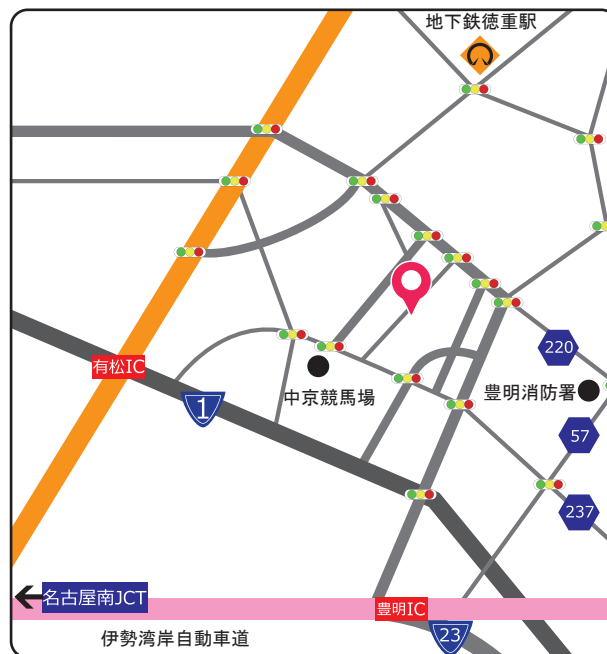 地下鉄徳重駅
有松IC
1
中京競馬場
220
豊明消防署
57
237
名古屋南JCT
豊明IC
伊勢湾岸自動車道
23